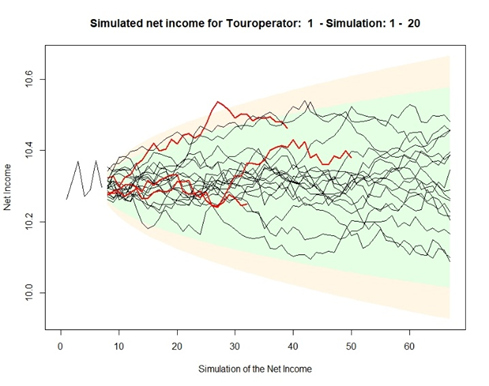 Simulated net income for Touroperator: 1 - Simulation: 1 - 20
Net Income
10.6
10.4
10.2
10.0
0 10 20 30 40 50 60
Simulation of the Net Income